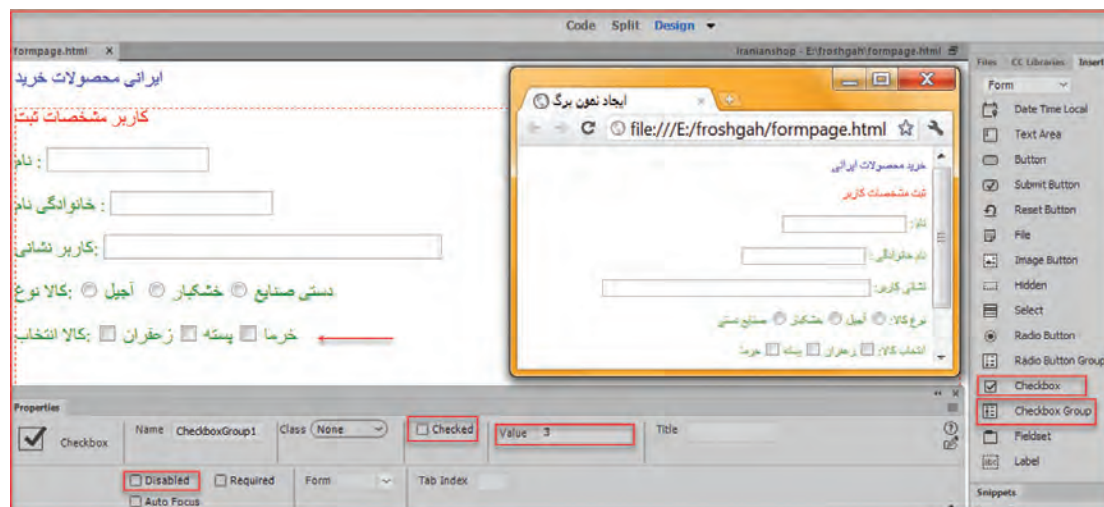 Code Split Design
formpage.html x
iranianshop - E:\froshgah\formpage.html
ایرانی محصولات خرید
کاربر مشخصات ثبت
نام :
خانوادگی نام :
کاربر نشانی:
دستی صنایع خشکبار آجیل کالا نوع:
خرما پسته زعفران کالا انتخاب:
ایجاد نمون برگ
file:///E:/froshgah/formpage.html
خرید محصولات ایرانی
ثبت مشخصات کاربر
نام:
نام خانوادگی:
نشانی کاربر:
نوع کالا: آجیل خشکبار صنایع دستی
انتخاب کالا: زعفران پسته خرما
Files CC Libraries Insert
Form
Date Time Local
Text Area
Button
Submit Button
Reset Button
File
Image Button
Hidden
Select
Radio Button
Radio Button Group
Checkbox
Checkbox Group
Fieldset
Label
Snippets
Properties
Checkbox Name CheckboxGroup1 Class None Checked Value 3 Title
Disabled Required Form Tab Index
Auto Focus